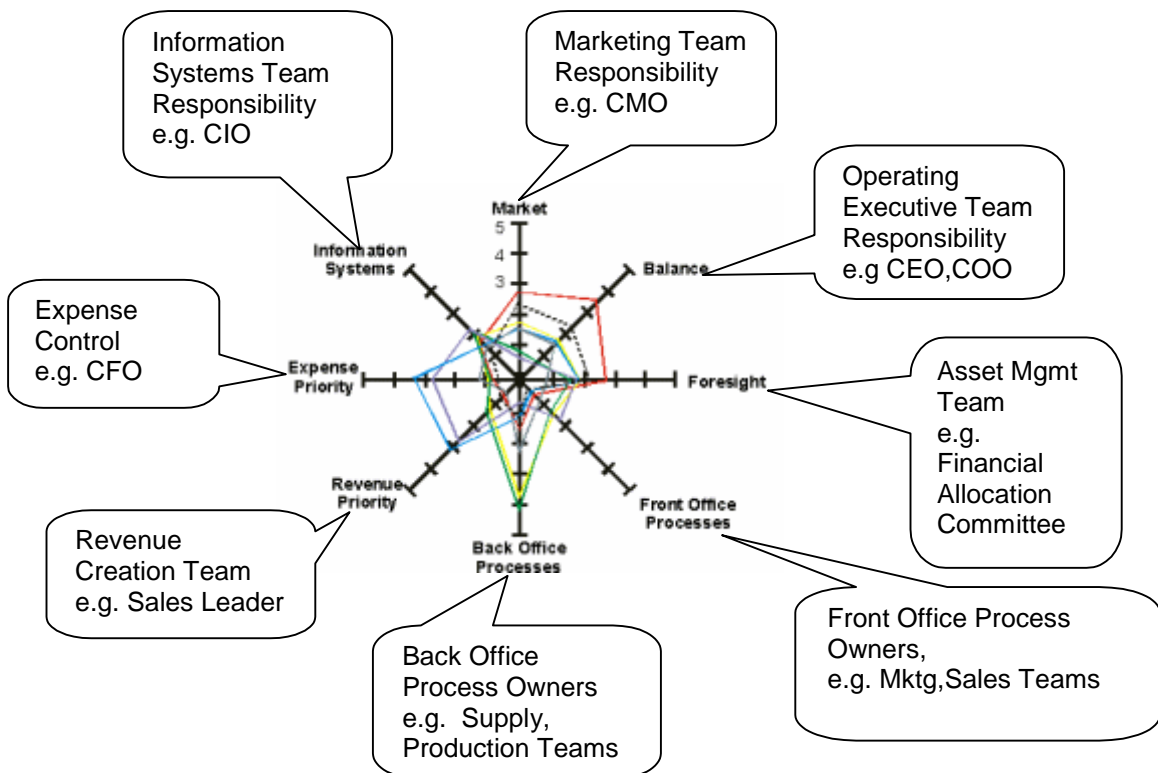 Information
Systems Team
Responsibility
e.g. CIO
Marketing Team
Responsibility
e.g. CMO
Operating
Executive Team
Responsibility
e.g CEO,COO
Expense
Control
e.g. CFO
Asset Mgmt
Team
e.g.
Financial
Allocation
Committee
Revenue
Creation Team
e.g. Sales Leader
Back Office
Process Owners
e.g. Supply,
Production Teams
Front Office Process
Owners,
e.g. Mktg,Sales Teams
Market
5
4
3
Information
Systems
Balance
Expense
Priority
Foresight
Revenue
Priority
Front Office
Processes
Back Office
Processes